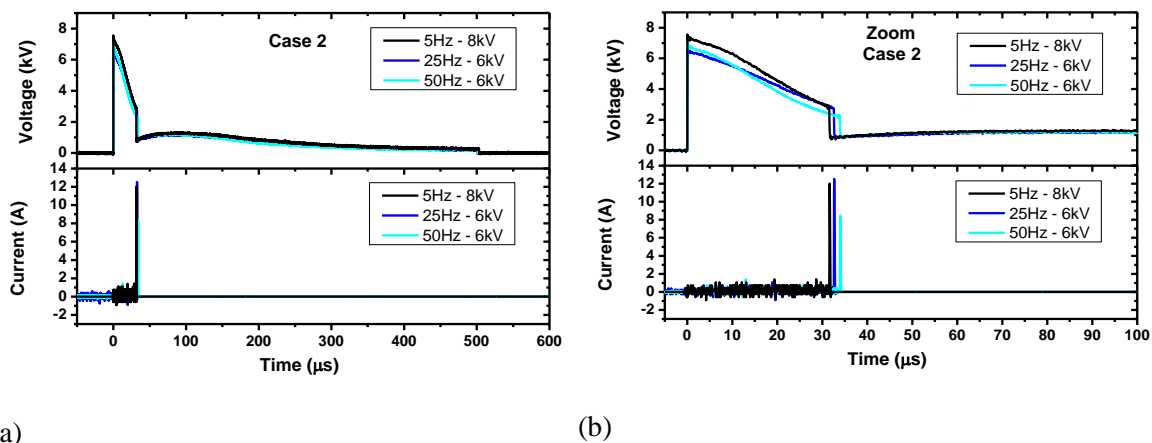 Case 2
5Hz - 8kV
25Hz - 6kV
50Hz - 6kV
Voltage (kV)
8
6
4
2
0
5Hz - 8kV
25Hz - 6kV
50Hz - 6kV
Current (A)
14
12
10
8
6
4
2
0
-2
0 100 200 300 400 500 600
Time (μs)
a)
Zoom
Case 2
5Hz - 8kV
25Hz - 6kV
50Hz - 6kV
Voltage (kV)
8
6
4
2
0
5Hz - 8kV
25Hz - 6kV
50Hz - 6kV
Current (A)
14
12
10
8
6
4
2
0
-2
0 10 20 30 40 50 60 70 80 90 100
Time (μs)
(b)